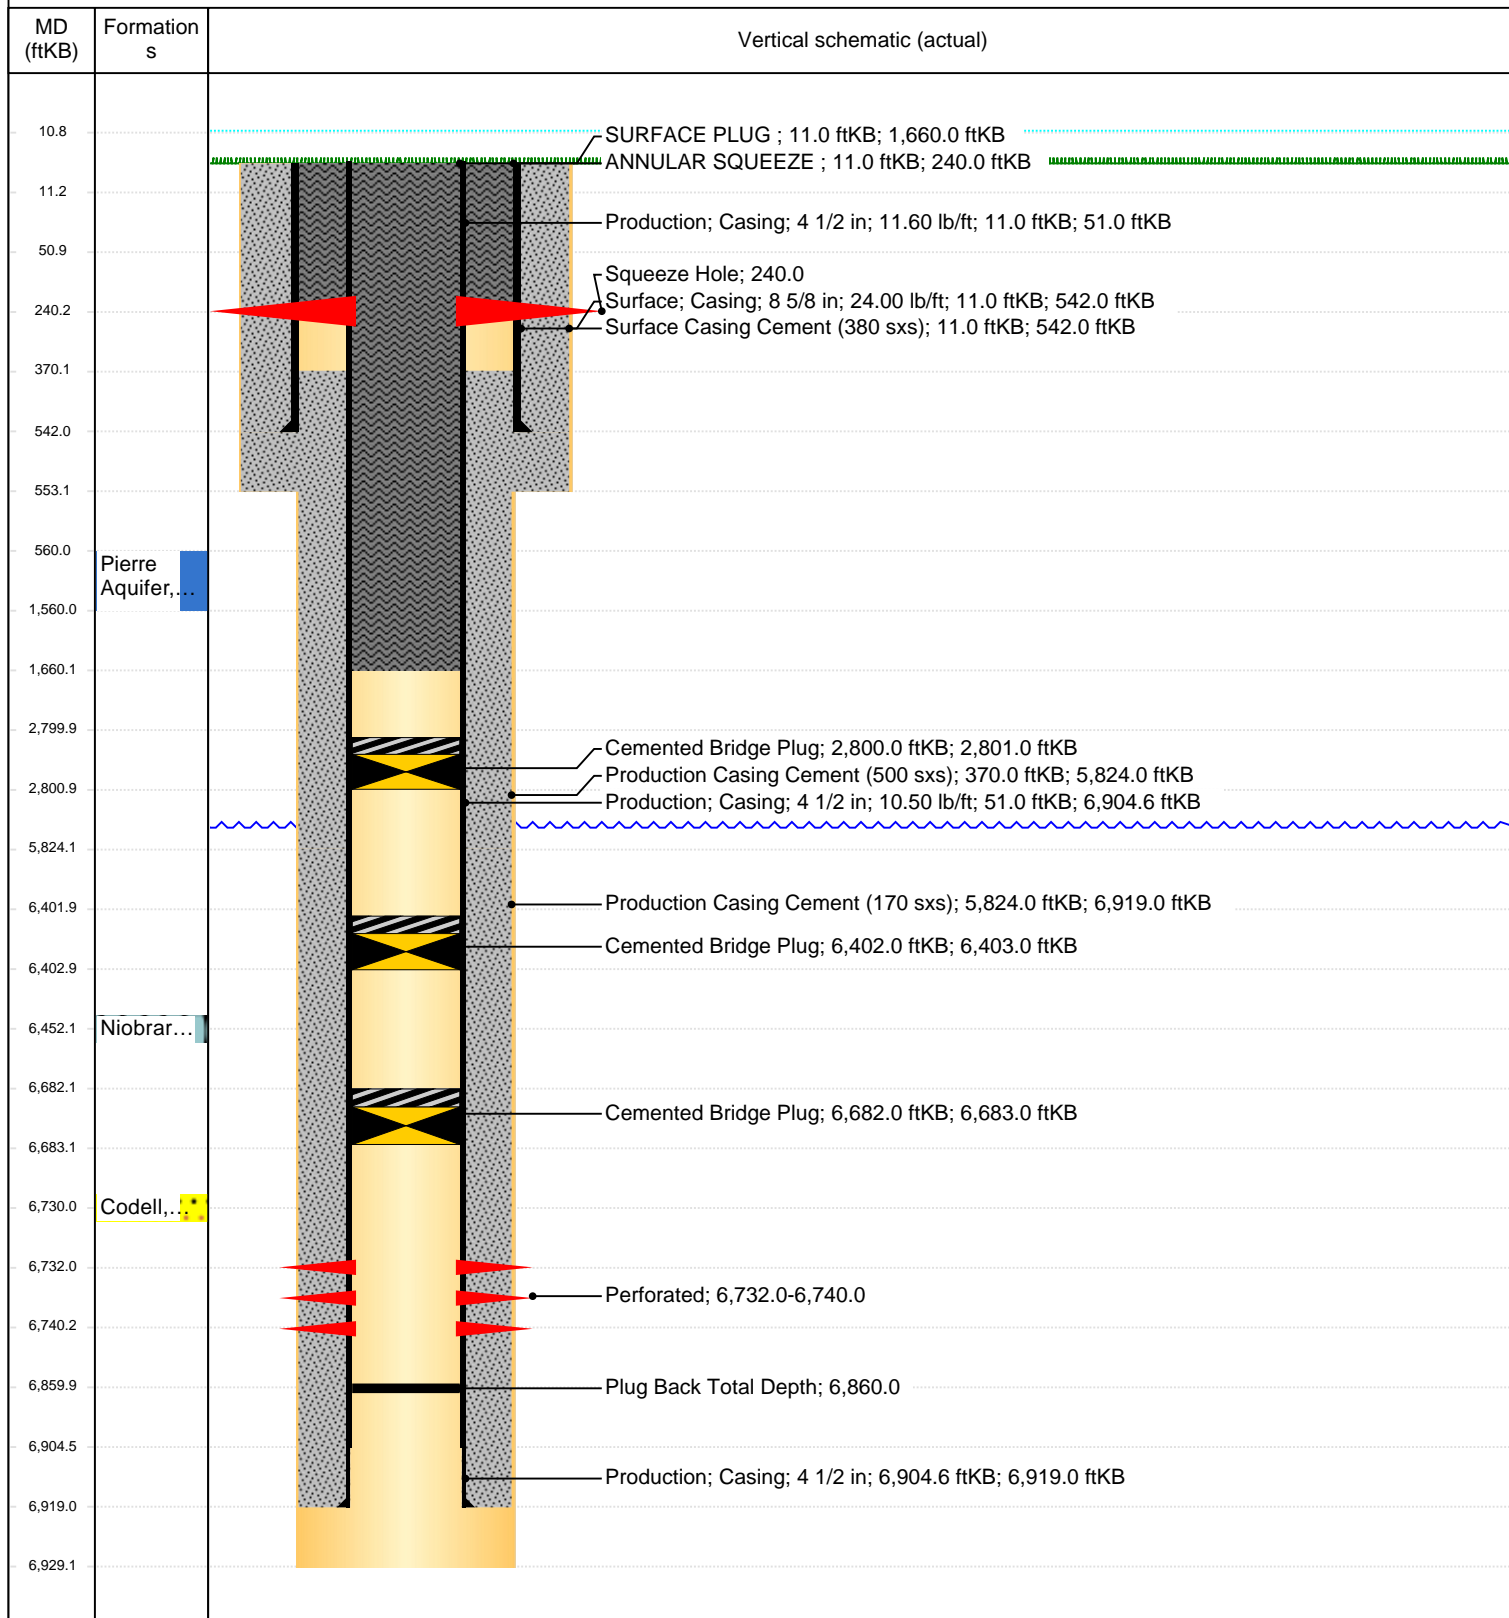 MD
(ftKB)
Formation
s
Vertical schematic (actual)
10.8
SURFACE PLUG ; 11.0 ftKB; 1,660.0 ftKB
ANNULAR SQUEEZE ; 11.0 ftKB; 240.0 ftKB
11.2
Production; Casing; 4 1/2 in; 11.60 lb/ft; 11.0 ftKB; 51.0 ftKB
50.9
Squeeze Hole; 240.0
Surface; Casing; 8 5/8 in; 24.00 lb/ft; 11.0 ftKB; 542.0 ftKB
240.2
Surface Casing Cement (380 sxs); 11.0 ftKB; 542.0 ftKB
370.1
542.0
553.1
560.0
Pierre
Aquifer,…
1,560.0
1,660.1
2,799.9
Cemented Bridge Plug; 2,800.0 ftKB; 2,801.0 ftKB
Production Casing Cement (500 sxs); 370.0 ftKB; 5,824.0 ftKB
2,800.9
Production; Casing; 4 1/2 in; 10.50 lb/ft; 51.0 ftKB; 6,904.6 ftKB
5,824.1
Production Casing Cement (170 sxs); 5,824.0 ftKB; 6,919.0 ftKB
6,401.9
Cemented Bridge Plug; 6,402.0 ftKB; 6,403.0 ftKB
6,402.9
Niobrar…
6,452.1
6,682.1
Cemented Bridge Plug; 6,682.0 ftKB; 6,683.0 ftKB
6,683.1
Codell,…
6,730.0
6,732.0
Perforated; 6,732.0-6,740.0
6,740.2
Plug Back Total Depth; 6,860.0
6,859.9
6,904.5
Production; Casing; 4 1/2 in; 6,904.6 ftKB; 6,919.0 ftKB
6,919.0
6,929.1